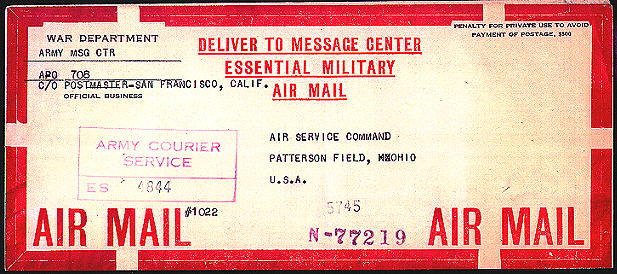 WAR DEPARTMENT
ARMY MSG CTR
APO 708
C/O POSTMASTER-SAN FRANCISCO, CALIF.
OFFICIAL BUSINESS
DELIVER TO MESSAGE CENTER
ESSENTIAL MILITARY
AIR MAIL
PENALTY FOR PRIVATE USE TO AVOID
PAYMENT OF POSTAGE, $300
ARMY COURIER
SERVICE
ES 4844
#1022
AIR SERVICE COMMAND
PATTERSON FIELD, OHIO
U.S.A.
5745
N-77219
AIR MAIL
AIR MAIL